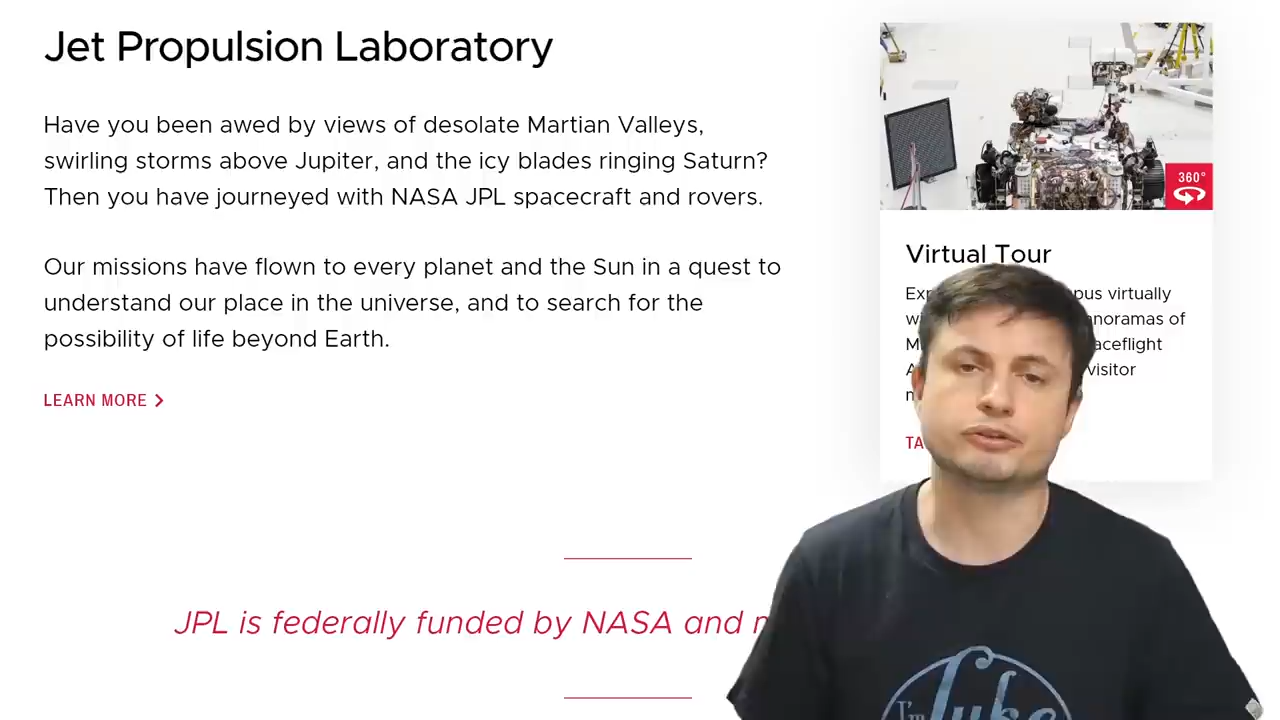 Jet Propulsion Laboratory
Have you been awed by views of desolate Martian Valleys,
swirling storms above Jupiter, and the icy blades ringing Saturn?
Then you have journeyed with NASA JPL spacecraft and rovers.
Our missions have flown to every planet and the Sun in a quest to
understand our place in the universe, and to search for the
possibility of life beyond Earth.
LEARN MORE
360°
Virtual Tour
virtually
of
visitor
JPL is federally funded by NASA and
I'm
Luke